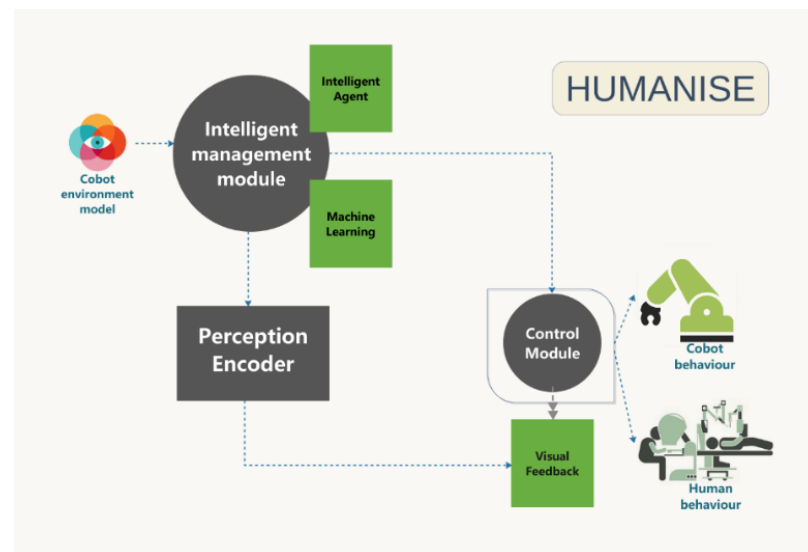 HUMANISE
Intelligent
Agent
Intelligent
management
module
Cobot
environment
model
Machine
Learning
Perception
Encoder
Control
Module
Cobot
behaviour
Visual
Feedback
Human
behaviour